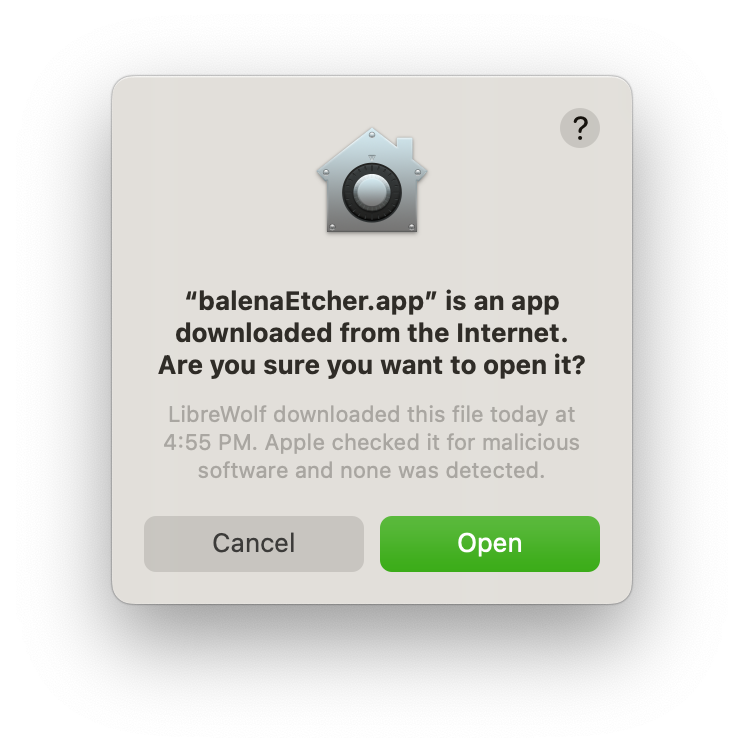 ?
“balenaEtcher.app” is an app
downloaded from the Internet.
Are you sure you want to open it?
LibreWolf downloaded this file today at
4:55 PM. Apple checked it for malicious
software and none was detected.
Cancel
Open